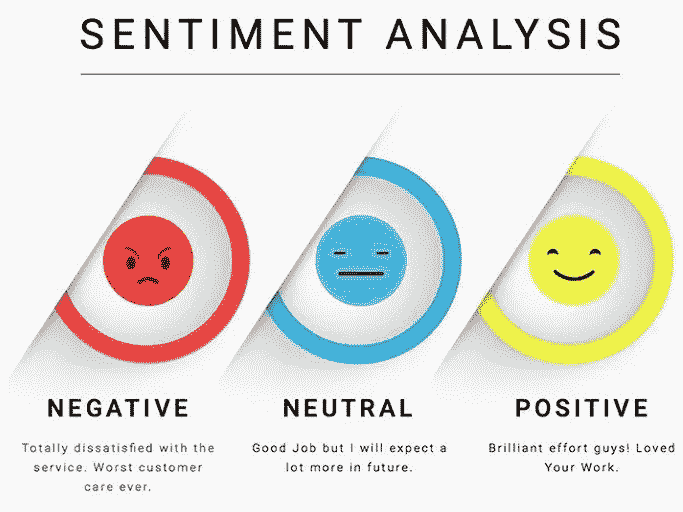 SENTIMENT ANALYSIS
NEGATIVE
Totally dissatisfied with the
service. Worst customer
care ever.
NEUTRAL
Good Job but I will expect a
lot more in future.
POSITIVE
Brilliant effort guys! Loved
Your Work.